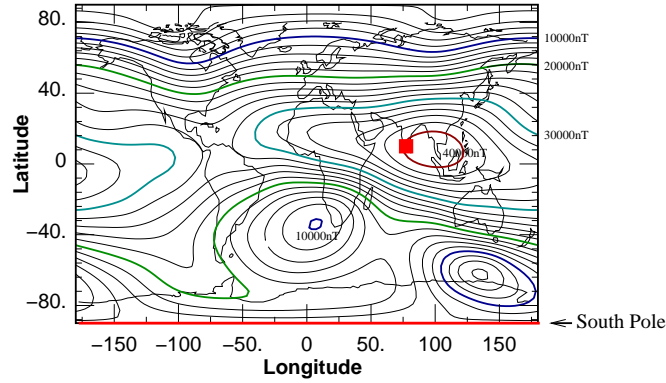 80.
10000nT
20000nT
40.
30000nT
Latitude
40000nT
0
−40.
10000nT
−80.
South Pole
−150 −100 −50. 0 50. 100 150
Longitude